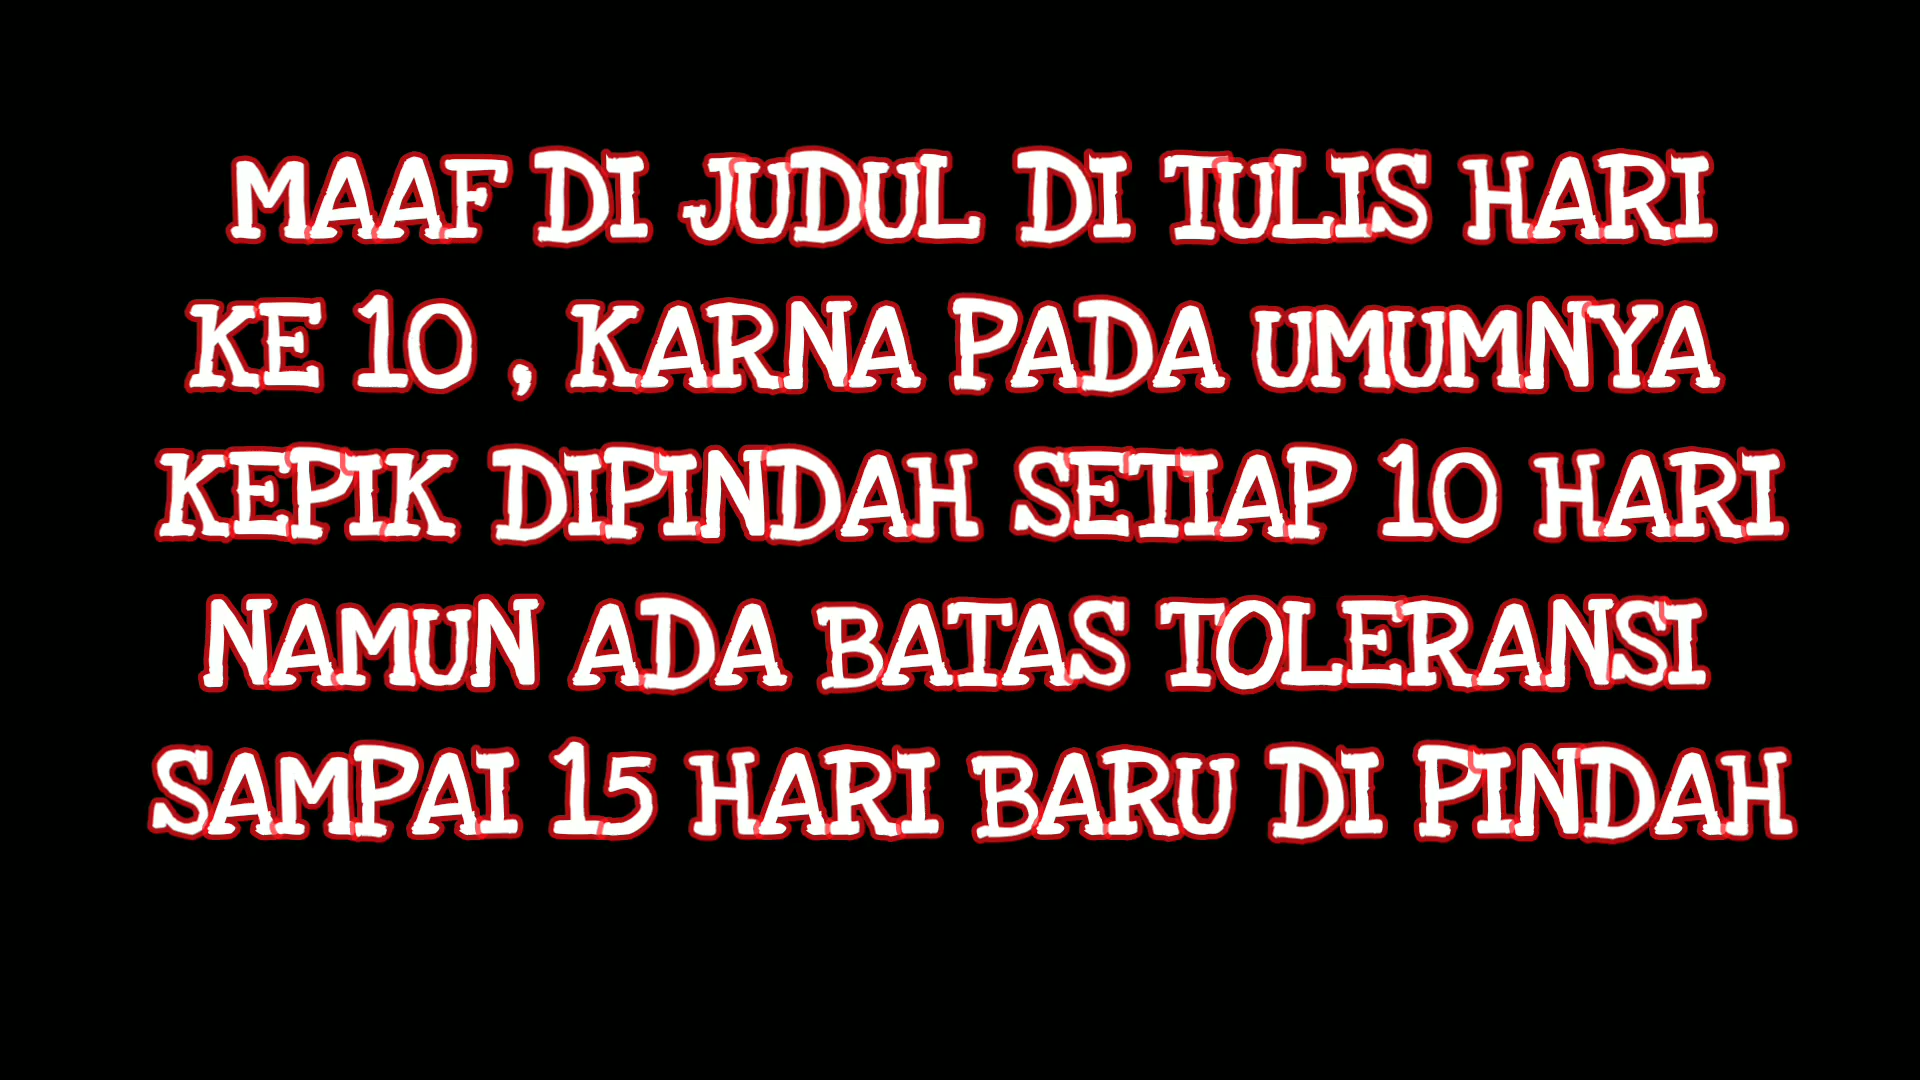 MAAF DI JUDUL DI TULIS HARI
KE 10 , KARNA PADA UMUMNYA
KEPIK DIPINDAH SETIAP 10 HARI
NAMUN ADA BATAS TOLERANSI
SAMPAI 15 HARI BARU DI PINDAH